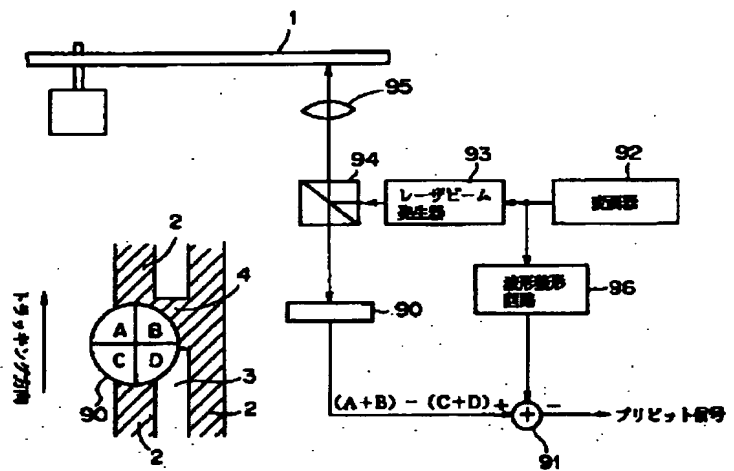 1
95
94
93
92
レーザビーム
発生器
変調器
2
4
波形整形
回路
96
A B
C D
90
3
90
2
2
トラッキング方向
(A+B) - (C+D)
+
+
-
プリピット信号
91